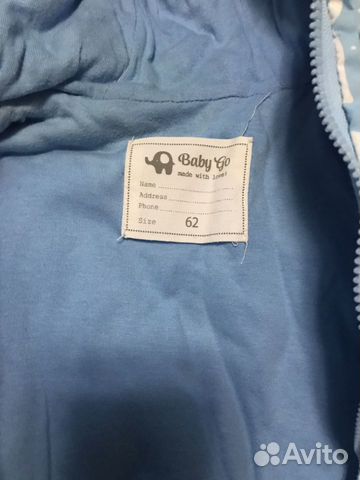 Baby Go
made with love!
Name ....................
Address ................
Phone ..................
Size 62
Avito